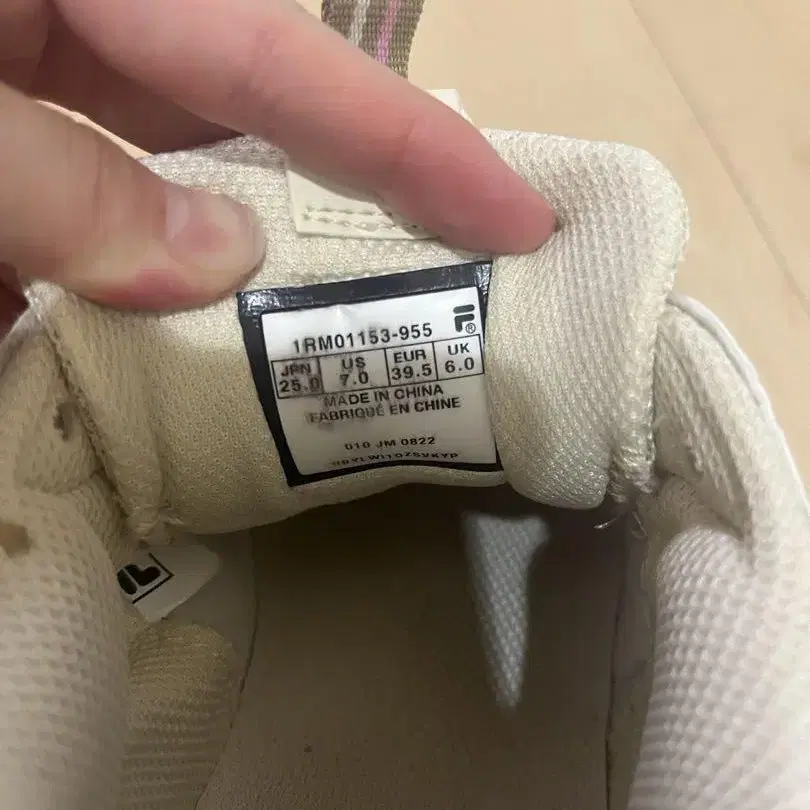 1RM01153-955
JPN US EUR UK
25.0 7.0 39.5 6.0
MADE IN CHINA
FABRIQUÉ EN CHINE
010 JM 0822